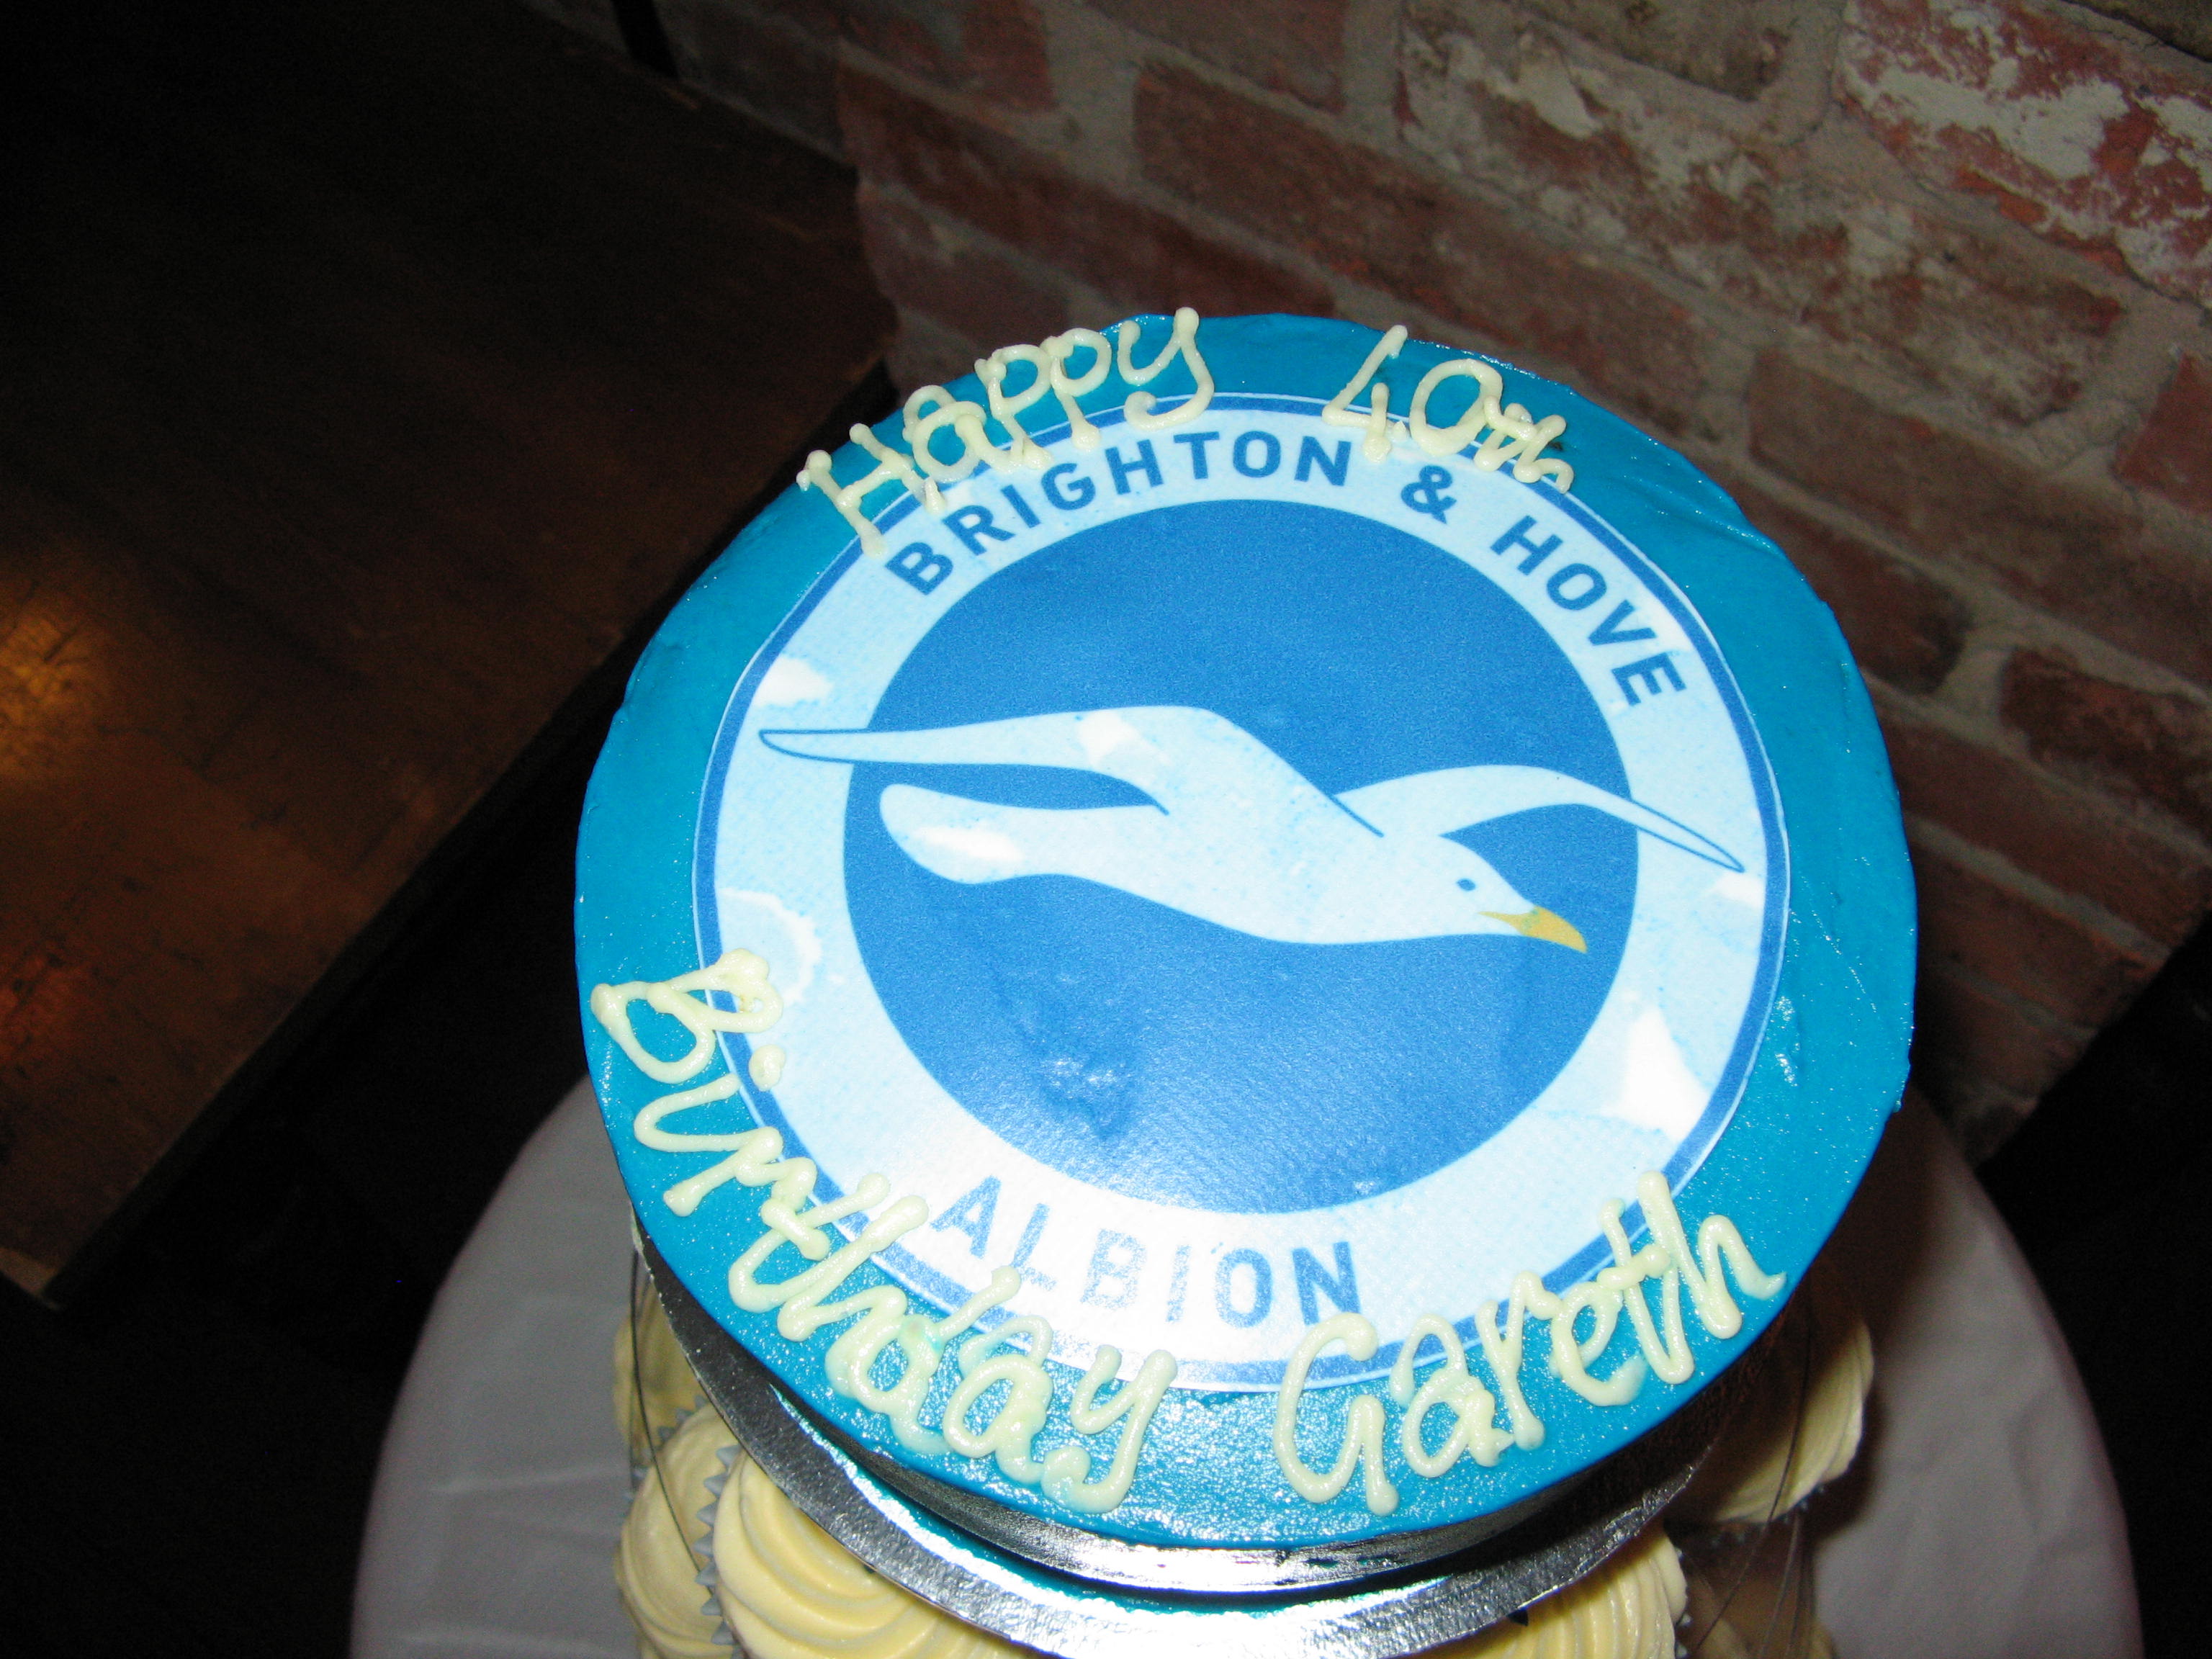 Happy 40th
BRIGHTON & HOVE
ALBION
Birthday Gareth